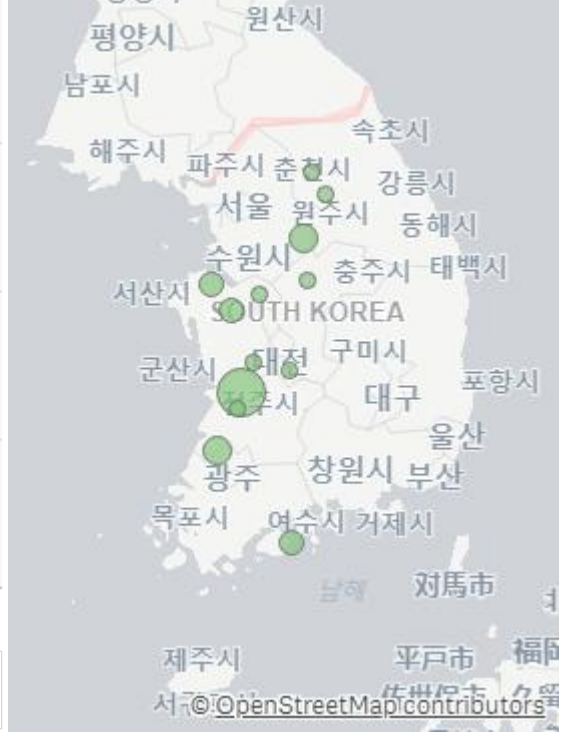 원산시
평양시
남포시
속초시
해주시
파주시 춘천시
강릉시
서울 원주시
동해시
수원시
충주시 태백시
서산시
SOUTH KOREA
구미시
대전
군산시
포항시
대구
전주시
울산
창원시 부산
광주
목포시 여수시 거제시
対馬市
남해
제주시 平戸市 福岡
© OpenStreetMap contributors